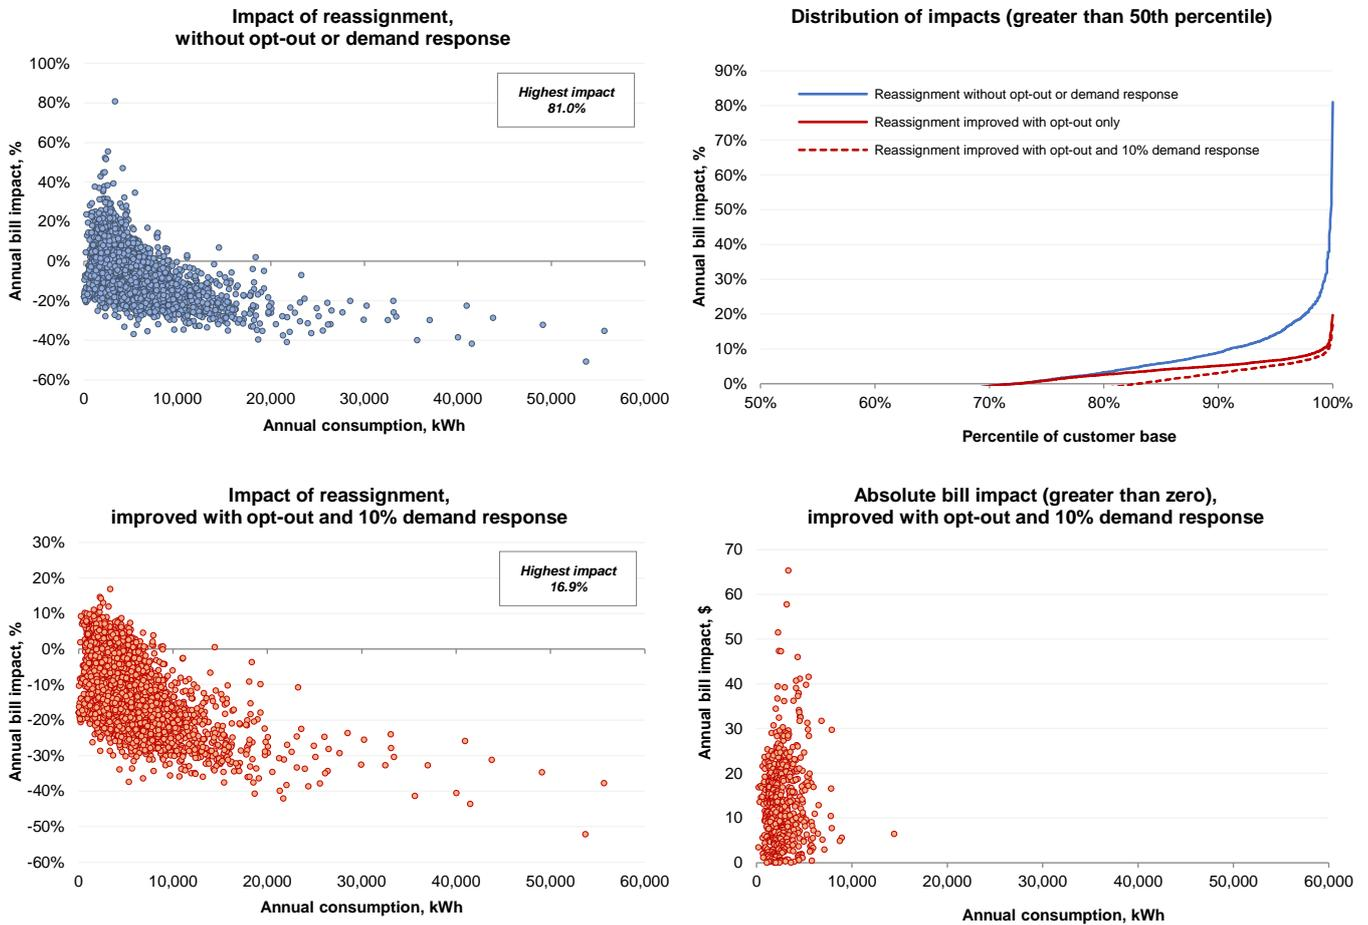 Impact of reassignment,
without opt-out or demand response
100%
80%
60%
40%
20%
0%
-20%
-40%
-60%
Annual bill impact, %
Highest impact
81.0%
0 10,000 20,000 30,000 40,000 50,000 60,000
Annual consumption, kWh
Distribution of impacts (greater than 50th percentile)
90%
80%
70%
60%
50%
40%
30%
20%
10%
0%
Annual bill impact, %
Reassignment without opt-out or demand response
Reassignment improved with opt-out only
Reassignment improved with opt-out and 10% demand response
50% 60% 70% 80% 90% 100%
Percentile of customer base
Impact of reassignment,
improved with opt-out and 10% demand response
30%
20%
10%
0%
-10%
-20%
-30%
-40%
-50%
-60%
Annual bill impact, %
Highest impact
16.9%
0 10,000 20,000 30,000 40,000 50,000 60,000
Annual consumption, kWh
Absolute bill impact (greater than zero),
improved with opt-out and 10% demand response
70
60
50
40
30
20
10
0
Annual bill impact, $
0 10,000 20,000 30,000 40,000 50,000 60,000
Annual consumption, kWh